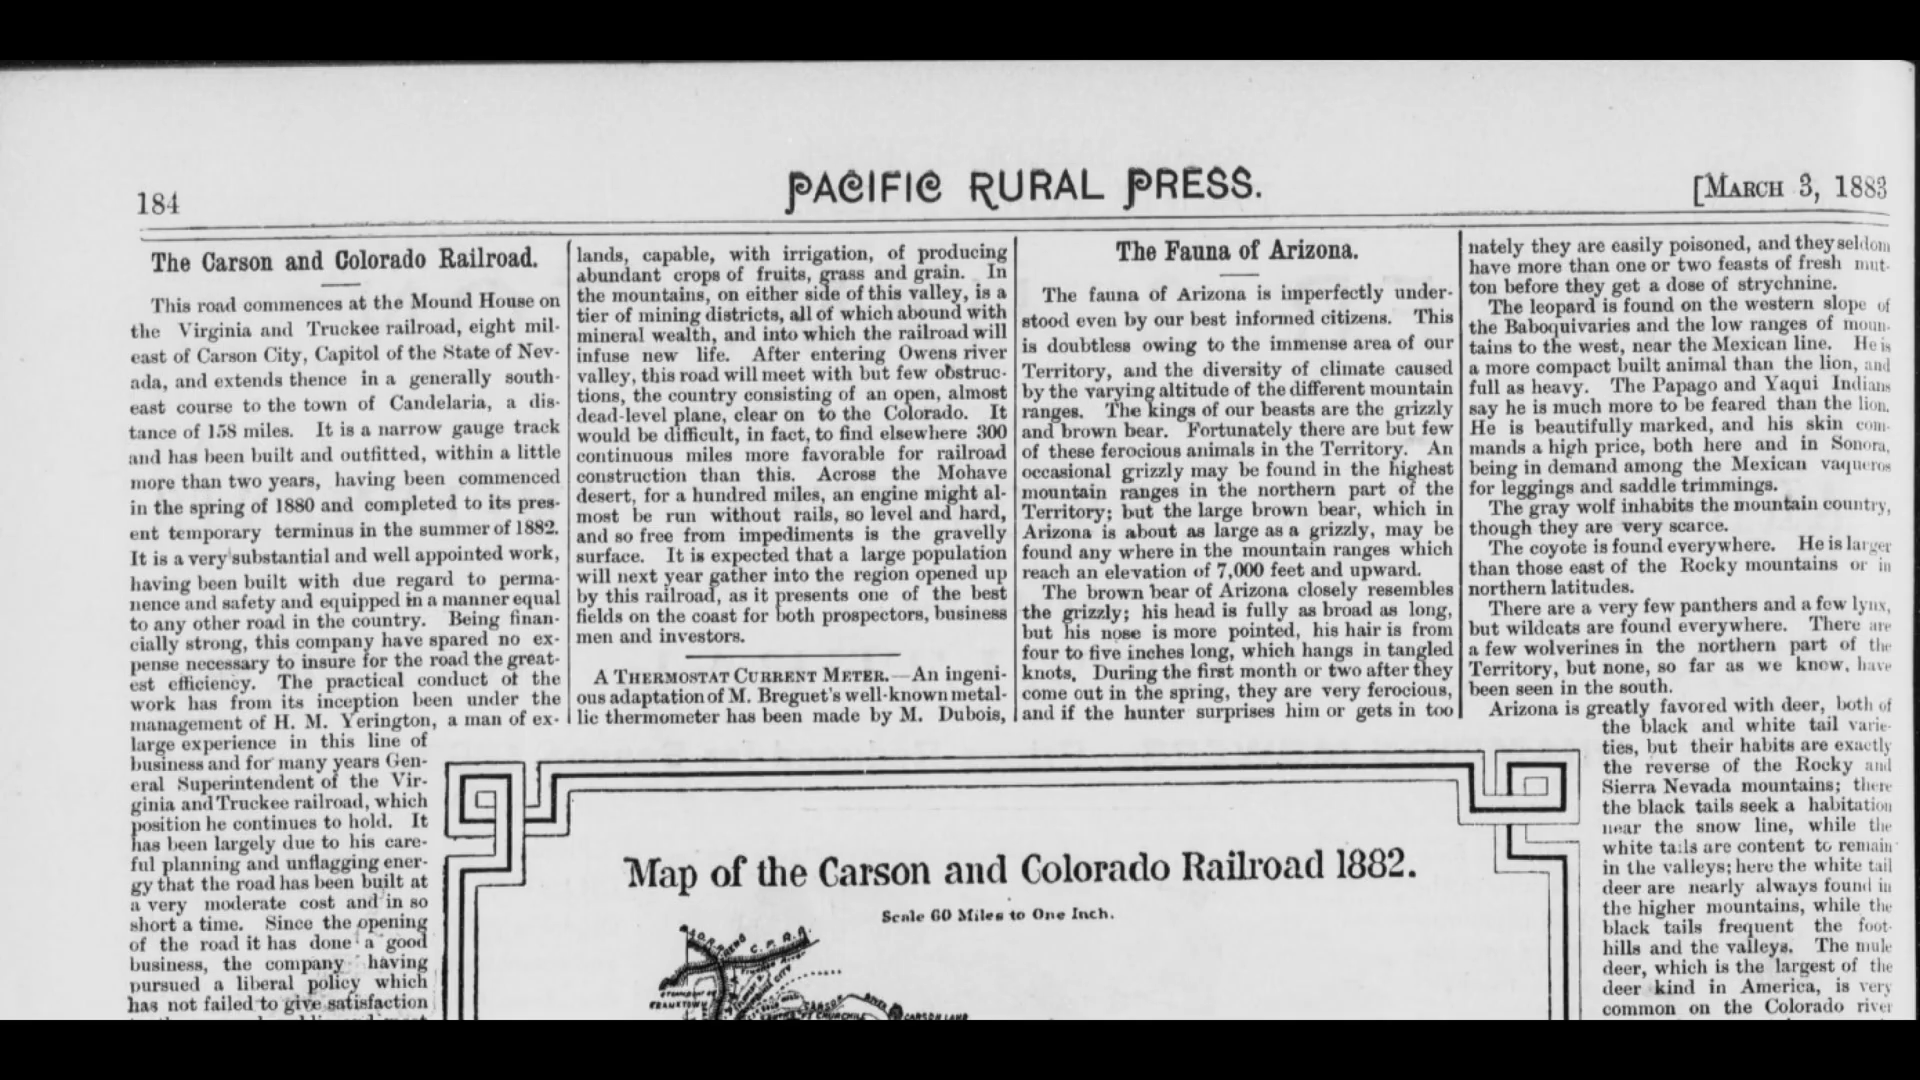 184
PACIFIC RURAL PRESS.
[MARCH 3, 1883
The Carson and Colorado Railroad.
This road commences at the Mound House on
the Virginia and Truckee railroad, eight mil-
east of Carson City, Capitol of the State of Nev-
ada, and extends thence in a generally south-
east course to the town of Candelaria, a dis-
tance of 158 miles. It is a narrow gauge track
and has been built and outfitted, within a little
more than two years, having been commenced
in the spring of 1880 and completed to its pres-
ent temporary terminus in the summer of 1882.
It is a very substantial and well appointed work,
having been built with due regard to perma-
nence and safety and equipped in a manner equal
to any other road in the country. Being finan-
cially strong, this company have spared no ex-
pense necessary to insure for the road the great-
est efficiency. The practical conduct of the
work has from its inception been under the
management of H. M. Yerington, a man of ex-
large experience in this line of
business and for many years Gen-
eral Superintendent of the Vir-
ginia and Truckee railroad, which
position he continues to hold. It
has been largely due to his care-
ful planning and unflagging ener-
gy that the road has been built at
a very moderate cost and in so
short a time. Since the opening
of the road it has done a good
business, the company having
pursued a liberal policy which
has not failed to give satisfaction
lands, capable, with irrigation, of producing
abundant crops of fruits, grass and grain. In
the mountains, on either side of this valley, is a
tier of mining districts, all of which abound with
mineral wealth, and into which the railroad will
infuse new life. After entering Owens river
valley, this road will meet with but few obstruc-
tions, the country consisting of an open, almost
dead-level plane, clear on to the Colorado. It
would be difficult, in fact, to find elsewhere 300
continuous miles more favorable for railroad
construction than this. Across the Mohave
desert, for a hundred miles, an engine might al-
most be run without rails, so level and hard,
and so free from impediments is the gravelly
surface. It is expected that a large population
will next year gather into the region opened up
by this railroad, as it presents one of the best
fields on the coast for both prospectors, business
men and investors.
A THERMOSTAT CURRENT METER.—An ingeni-
ous adaptation of M. Breguet's well-known metal-
lic thermometer has been made by M. Dubois,
The Fauna of Arizona.
The fauna of Arizona is imperfectly under-
stood even by our best informed citizens. This
is doubtless owing to the immense area of our
Territory, and the diversity of climate caused
by the varying altitude of the different mountain
ranges. The kings of our beasts are the grizzly
and brown bear. Fortunately there are but few
of these ferocious animals in the Territory. An
occasional grizzly may be found in the highest
mountain ranges in the northern part of the
Territory; but the large brown bear, which in
Arizona is about as large as a grizzly, may be
found any where in the mountain ranges which
reach an elevation of 7,000 feet and upward.
The brown bear of Arizona closely resembles
the grizzly; his head is fully as broad as long,
but his nose is more pointed, his hair is from
four to five inches long, which hangs in tangled
knots. During the first month or two after they
come out in the spring, they are very ferocious,
and if the hunter surprises him or gets in too
nately they are easily poisoned, and they seldom
have more than one or two feasts of fresh mut-
ton before they get a dose of strychnine.
The leopard is found on the western slope of
the Baboquivaries and the low ranges of moun-
tains to the west, near the Mexican line. He is
a more compact built animal than the lion, and
full as heavy. The Papago and Yaqui Indians
say he is much more to be feared than the lion.
He is beautifully marked, and his skin com-
mands a high price, both here and in Sonora,
being in demand among the Mexican vaqueros
for leggings and saddle trimmings.
The gray wolf inhabits the mountain country,
though they are very scarce.
The coyote is found everywhere. He is larger
than those east of the Rocky mountains or in
northern latitudes.
There are a very few panthers and a few lynx,
but wildcats are found everywhere. There are
a few wolverines in the northern part of the
Territory, but none, so far as we know, have
been seen in the south.
Arizona is greatly favored with deer, both of
the black and white tail varie-
ties, but their habits are exactly
the reverse of the Rocky and
Sierra Nevada mountains; there
the black tails seek a habitation
near the snow line, while the
white tails are content to remain
in the valleys; here the white tail
deer are nearly always found in
the higher mountains, while the
black tails frequent the foot-
hills and the valleys. The mule
deer, which is the largest of the
deer kind in America, is very
common on the Colorado river
Map of the Carson and Colorado Railroad 1882.
Scale 60 Miles to One Inch.
C. P. R. R.
RENO
CITY
FRANKTOWN
CARSON
RIVER
FT CHURCHILL
CARSON LAKE